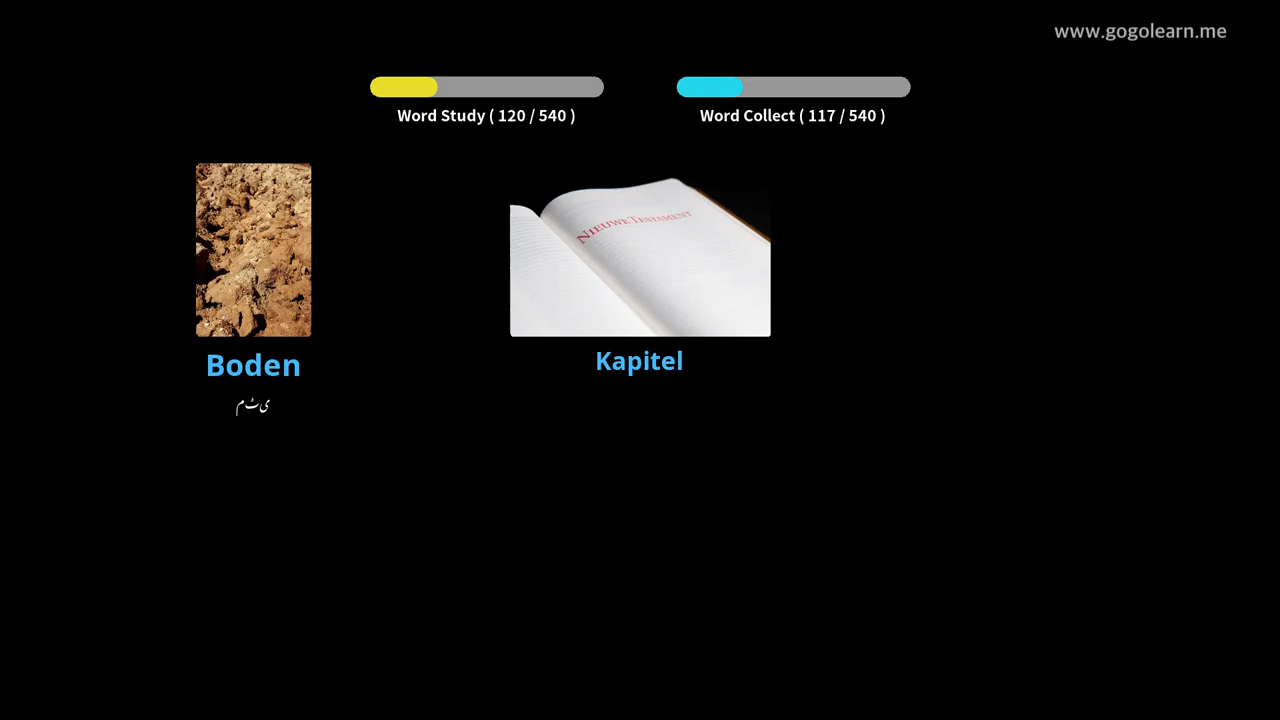 www.gogolearn.me
Word Study ( 120 / 540 )
Word Collect ( 117 / 540 )
NIEUWE TESTAMENT
Boden
Kapitel
مٹی